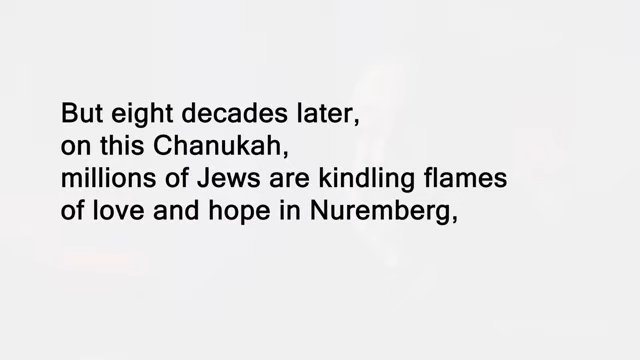 But eight decades later,
on this Chanukah,
millions of Jews are kindling flames
of love and hope in Nuremberg,